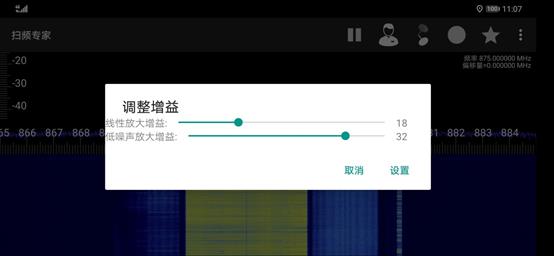 4G 100 11:07
扫频专家
频率 875.000000 MHz
偏移量=0.000000 MHz
-20
-30
-40
调整增益
线性放大增益: 18
低噪声放大增益: 32
65 866 881 882 883 884
取消 设置